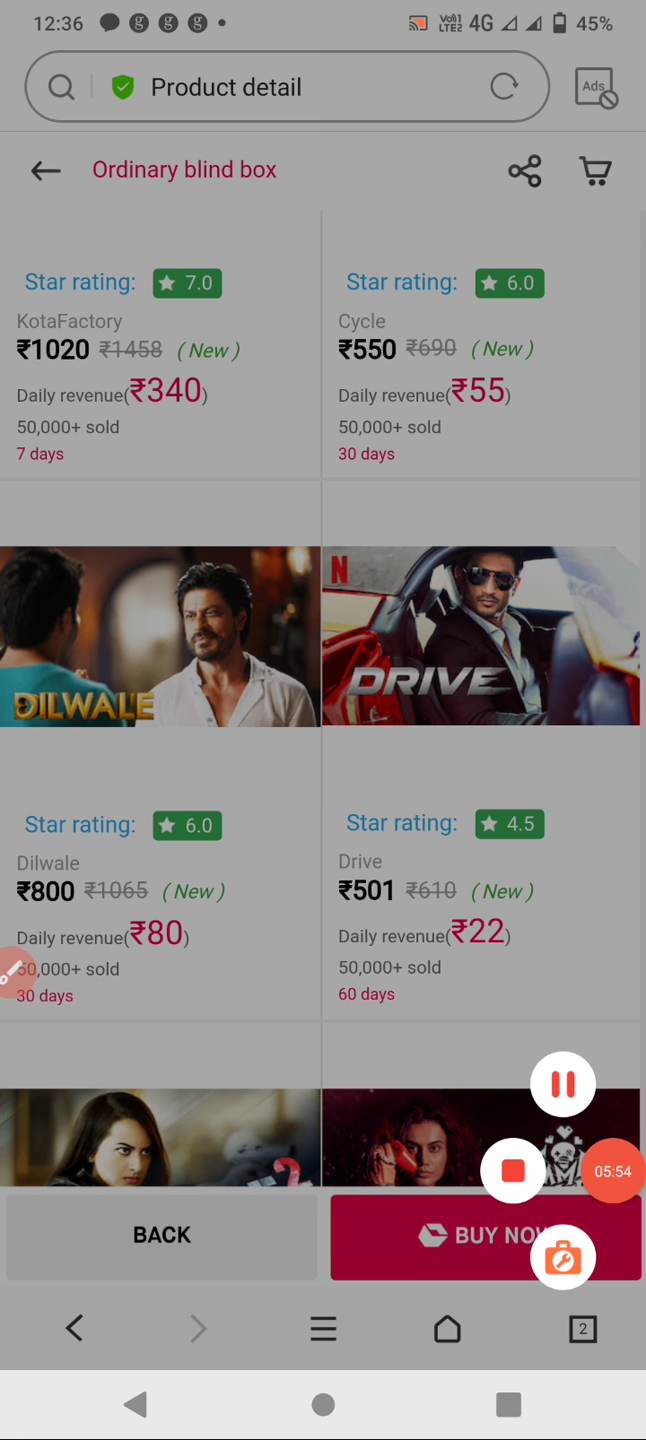 12:36 g g g Vo))1 LTE2 4G 45%
Product detail
Ads
Ordinary blind box
Star rating: 7.0
KotaFactory
₹1020 ₹1458 (New)
Daily revenue(₹340)
50,000+ sold
7 days
Star rating: 6.0
Cycle
₹550 ₹690 (New)
Daily revenue(₹55)
50,000+ sold
30 days
DILWALE
N
DRIVE
Star rating: 6.0
Dilwale
₹800 ₹1065 (New)
Daily revenue(₹80)
50,000+ sold
30 days
Star rating: 4.5
Drive
₹501 ₹610 (New)
Daily revenue(₹22)
50,000+ sold
60 days
2
05:54
BACK
BUY NOW
2